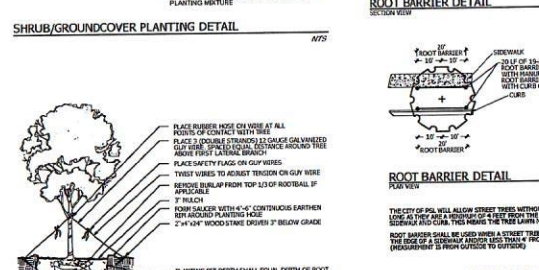 PLANTING MIXTURE
SHRUB/GROUNDCOVER PLANTING DETAIL
NTS
PLACE RUBBER HOSE ON WIRE AT ALL
POINTS OF CONTACT WITH TREE
PLACE 3 (DOUBLE STRANDS) 12 GAUGE GALVANIZED
GUY WIRE, SPACED EQUAL DISTANCE AROUND TREE
ABOVE FIRST LATERAL BRANCH
PLACE SAFETY FLAGS ON GUY WIRES
TWIST WIRES TO ADJUST TENSION ON GUY WIRE
REMOVE BURLAP FROM TOP 1/3 OF ROOTBALL IF
APPLICABLE
3" MULCH
FORM SAUCER WITH 4"-6" CONTINUOUS EARTHEN
RIM AROUND PLANTING HOLE
2"x4"x24" WOOD STAKE DRIVEN 3" BELOW GRADE
DEPTH OF ROOT
ROOT BARRIER DETAIL
SECTION VIEW
20'
ROOT BARRIER
10' 10'
SIDEWALK
20 LF OF 19-
ROOT BARRI
WITH MANUF
WITH CURB
CURB
10' 10'
20'
ROOT BARRIER
ROOT BARRIER DETAIL
PLAN VIEW
THE CITY OF PSL WILL ALLOW STREET TREES WITHOU
LONG AS THEY ARE A MINIMUM OF 4 FEET FROM THE
SIDEWALK AND CURB. THIS MEANS THE TREE LAWN
ROOT BARRIER SHALL BE USED WHEN A STREET TREE
THE EDGE OF A SIDEWALK AND/OR LESS THAN 4' FRO
(MEASUREMENT IS FROM OUTSIDE TO OUTSIDE)